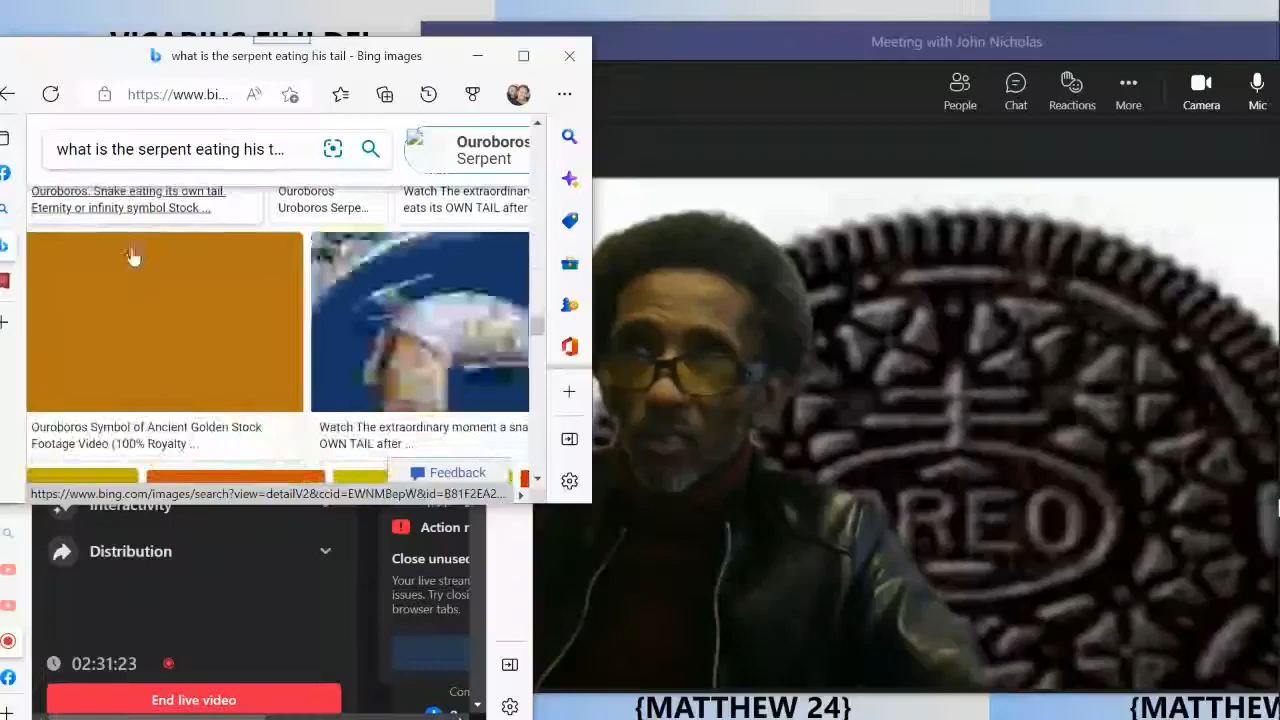 Meeting with John Nicholas
what is the serpent eating his tail - Bing images
https://www.bi...
People
Chat
Reactions
More
Camera
Mic
what is the serpent eating his t...
Ouroboros
Serpent
Ouroboros. Snake eating its own tail.
Eternity or infinity symbol Stock ...
Ouroboros
Uroboros Serpe...
Watch The extraordinary
eats its OWN TAIL after
Ouroboros Symbol of Ancient Golden Stock
Footage Video (100% Royalty ...
Watch The extraordinary moment a sna
OWN TAIL after ...
Feedback
https://www.bing.com/images/search?view=detailV2&ccid=EWNMBepW&id=B81F2EA2...
Interactivity
Distribution
Action r
Close unused
Your live stream
issues. Try closi
browser tabs.
02:31:23
End live video
Con
OREO
{MATTHEW 24}
{MATTHEW